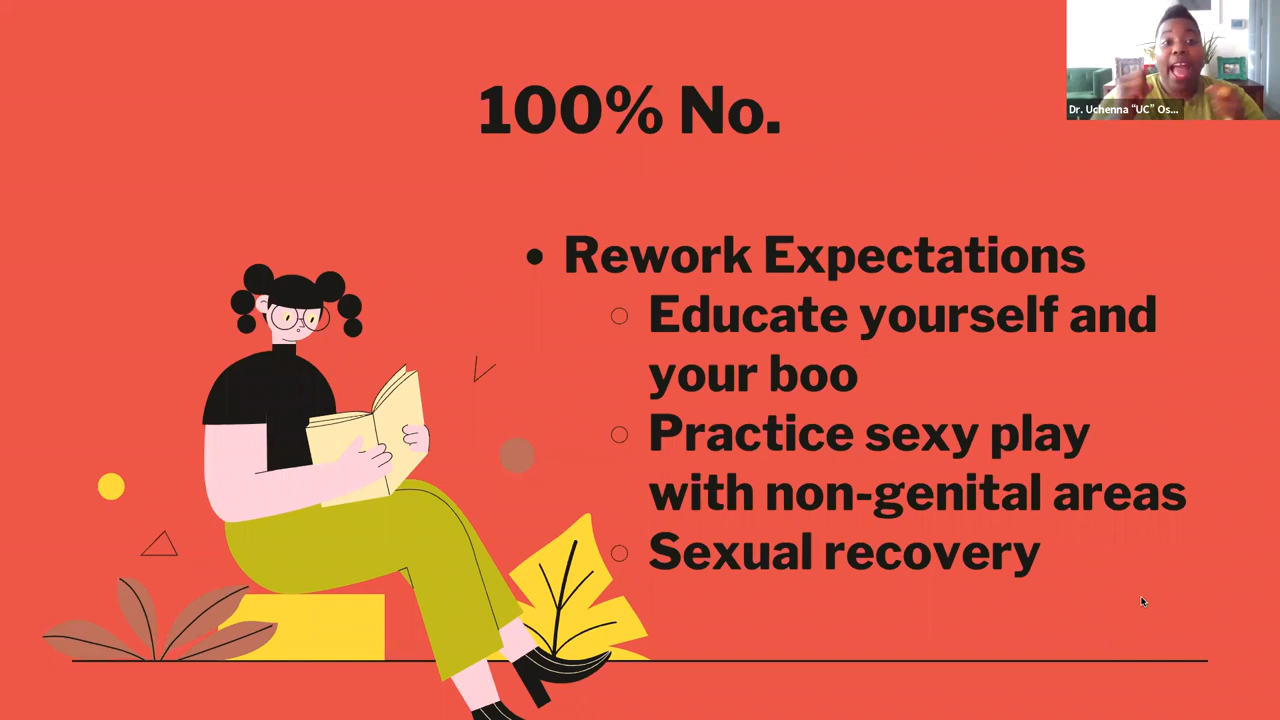 100% No.
Dr. Uchenna "UC" Os...
• Rework Expectations
○ Educate yourself and
your boo
○ Practice sexy play
with non-genital areas
○ Sexual recovery